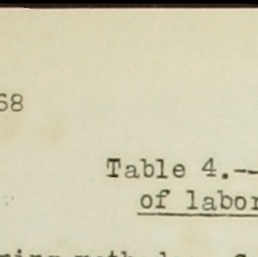 68
Table 4.--
of labor